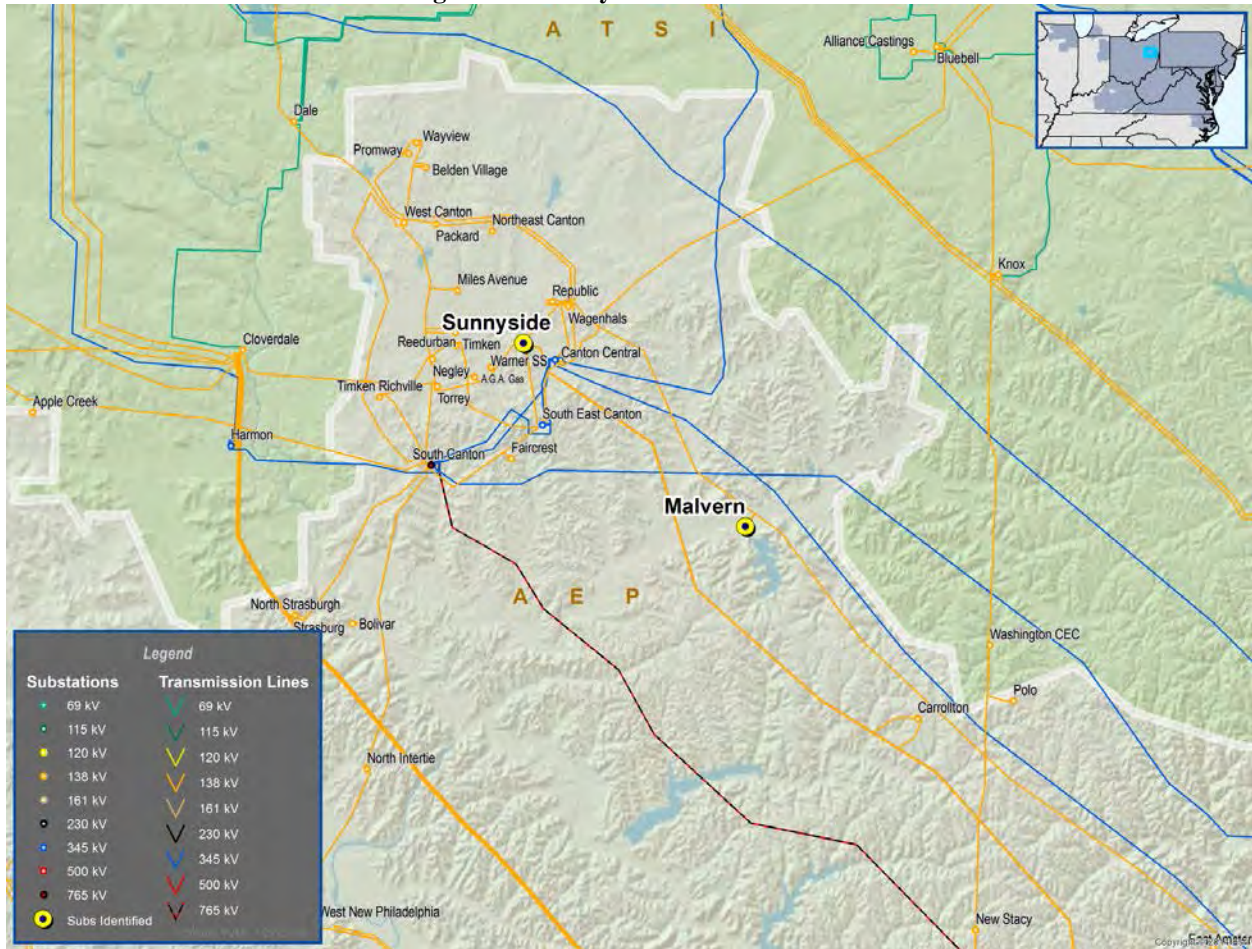 A T S I
Alliance Castings
Bluebell
Dale
Wayview
Promway
Belden Village
West Canton
Northeast Canton
Packard
Knox
Miles Avenue
Republic
Wagenhals
Sunnyside
Cloverdale
Reedurban
Timken
Warner SS
Canton Central
Negley
A.G.A. Gas
Timken Richville
Torrey
Apple Creek
South East Canton
Harmon
South Canton
Faircrest
Malvern
A E P
North Strasburgh
Strasburg
Bolivar
Washington CEC
Polo
Carrollton
North Intertie
West New Philadelphia
New Stacy
Legend
Substations Transmission Lines
69 kV 69 kV
115 kV 115 kV
120 kV 120 kV
138 kV 138 kV
161 kV 161 kV
230 kV 230 kV
345 kV 345 kV
500 kV 500 kV
765 kV 765 kV
Subs Identified